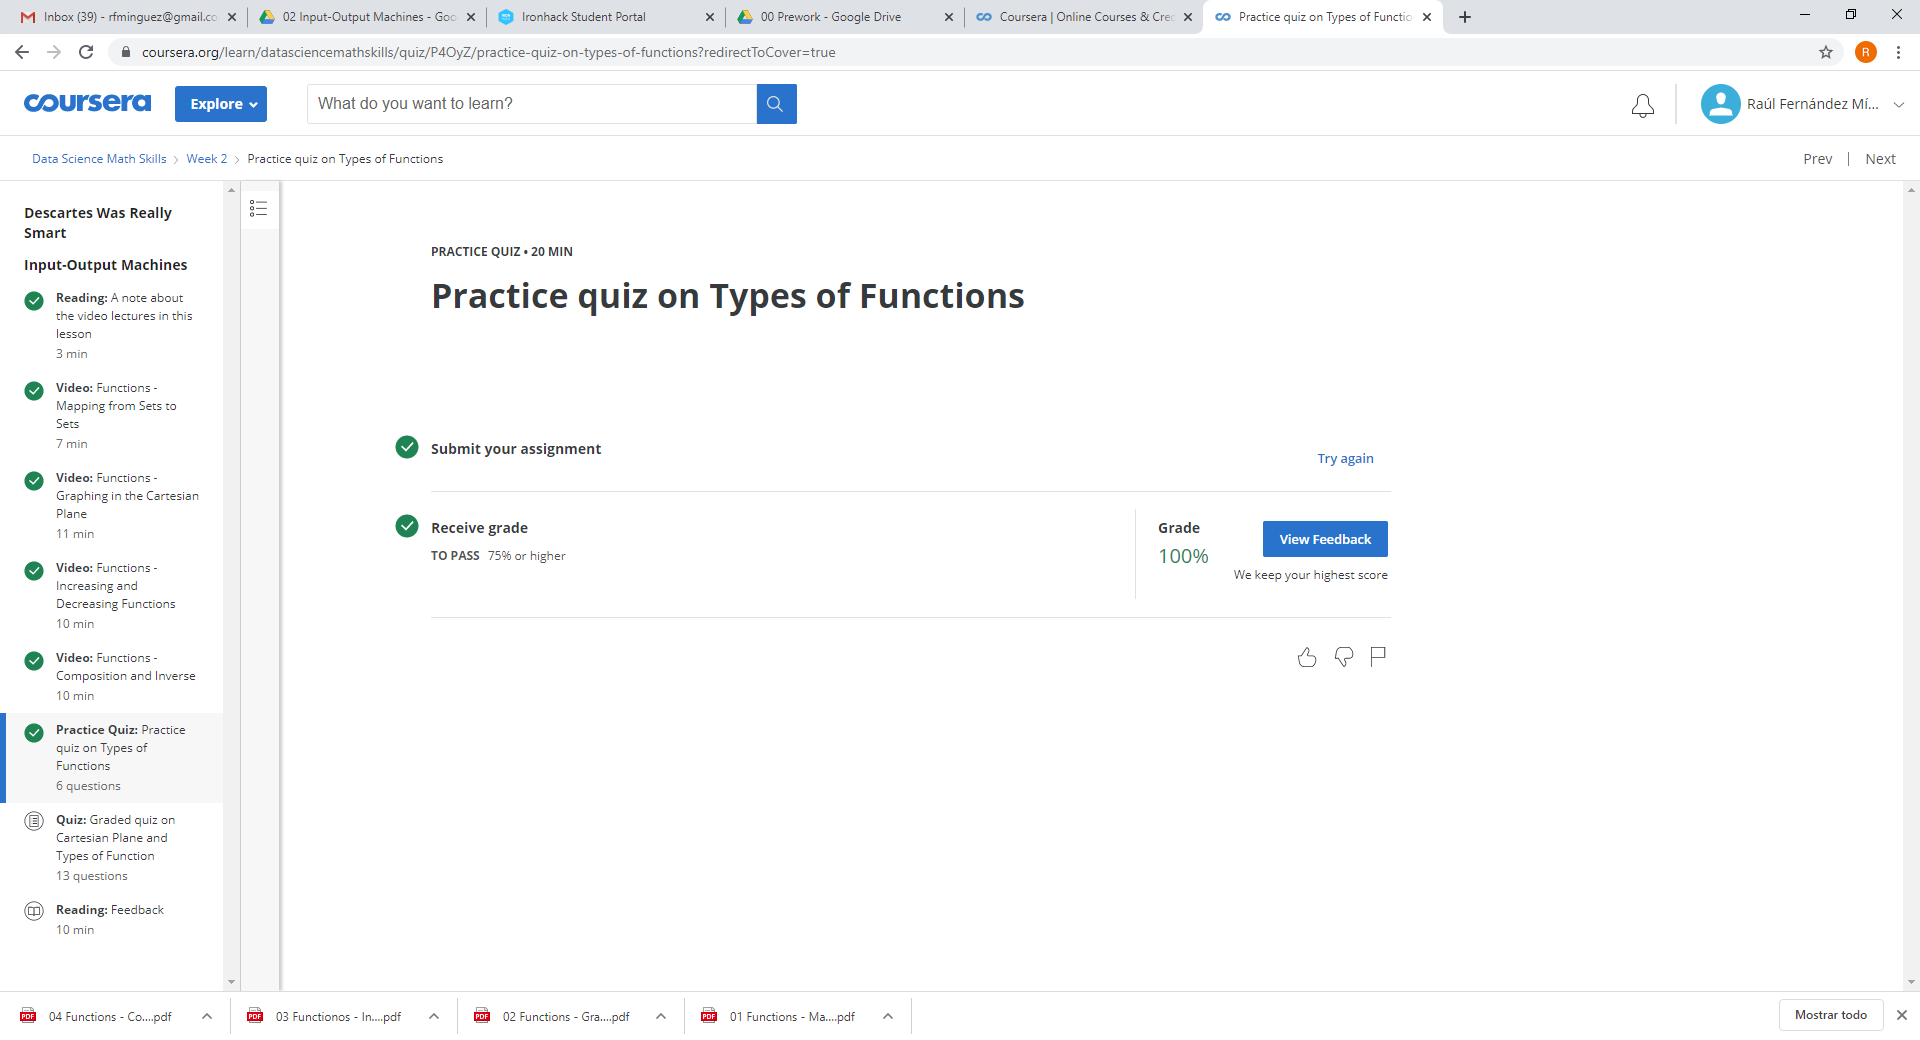 Inbox (39) - rfminguez@gmail.co
02 Input-Output Machines - Goo
Ironhack Student Portal
00 Prework - Google Drive
Coursera | Online Courses & Cred
Practice quiz on Types of Functio
coursera.org/learn/datasciencemathskills/quiz/P4OyZ/practice-quiz-on-types-of-functions?redirectToCover=true
R
coursera
Explore
What do you want to learn?
Raúl Fernández Mí...
Data Science Math Skills
Week 2
Practice quiz on Types of Functions
Prev
Next
Descartes Was Really
Smart
Input-Output Machines
Reading: A note about
the video lectures in this
lesson
3 min
Video: Functions -
Mapping from Sets to
Sets
7 min
Video: Functions -
Graphing in the Cartesian
Plane
11 min
Video: Functions -
Increasing and
Decreasing Functions
10 min
Video: Functions -
Composition and Inverse
10 min
Practice Quiz: Practice
quiz on Types of
Functions
6 questions
Quiz: Graded quiz on
Cartesian Plane and
Types of Function
13 questions
Reading: Feedback
10 min
PRACTICE QUIZ • 20 MIN
Practice quiz on Types of Functions
Submit your assignment
Try again
Receive grade
TO PASS 75% or higher
Grade
100%
View Feedback
We keep your highest score
04 Functions - Co....pdf
03 Functionos - In....pdf
02 Functions - Gra....pdf
01 Functions - Ma....pdf
Mostrar todo